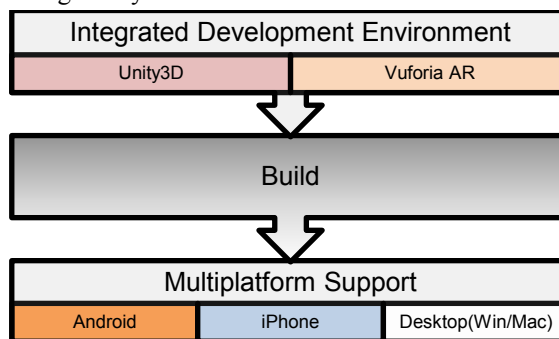 Integrated Development Environment
Unity3D Vuforia AR
Build
Multiplatform Support
Android iPhone Desktop(Win/Mac)